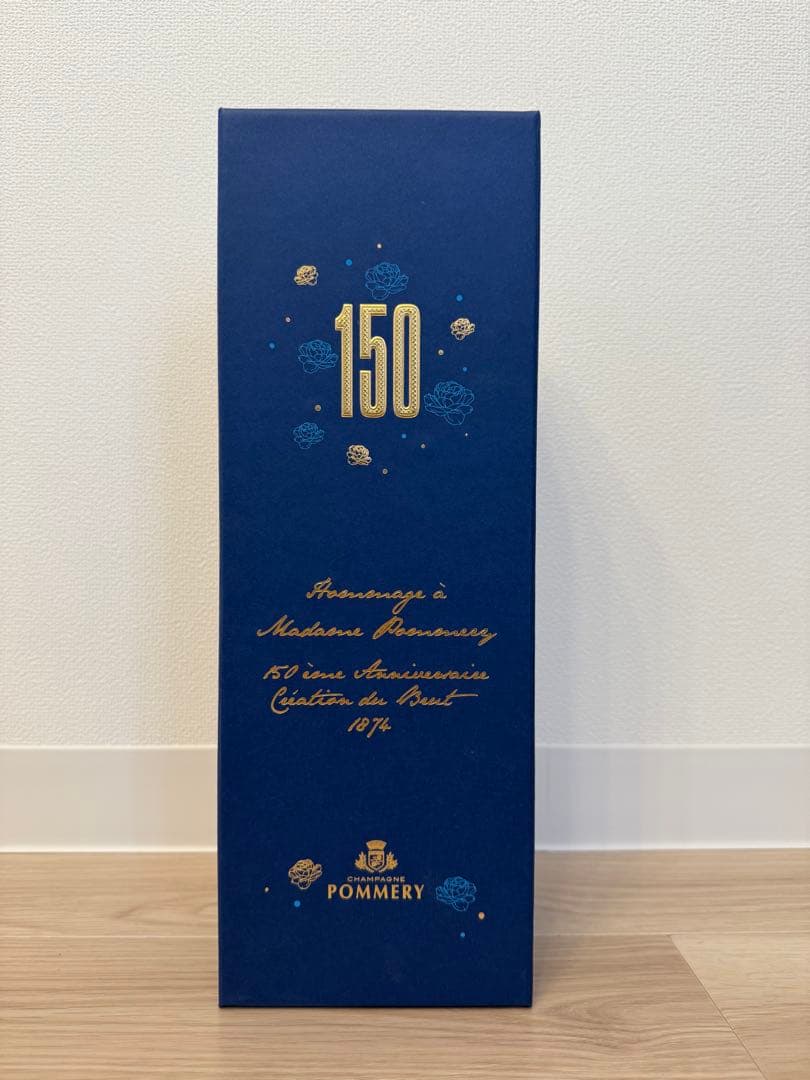 150
Hommage à
Madame Pommery
150 ème Anniversaire
Création du Brut
1874
CHAMPAGNE
POMMERY